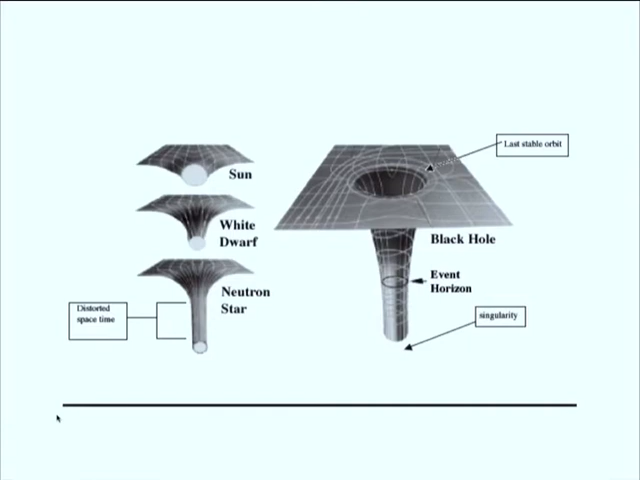 Last stable orbit
Sun
White
Dwarf
Black Hole
Event
Horizon
Neutron
Star
Distorted
space time
singularity